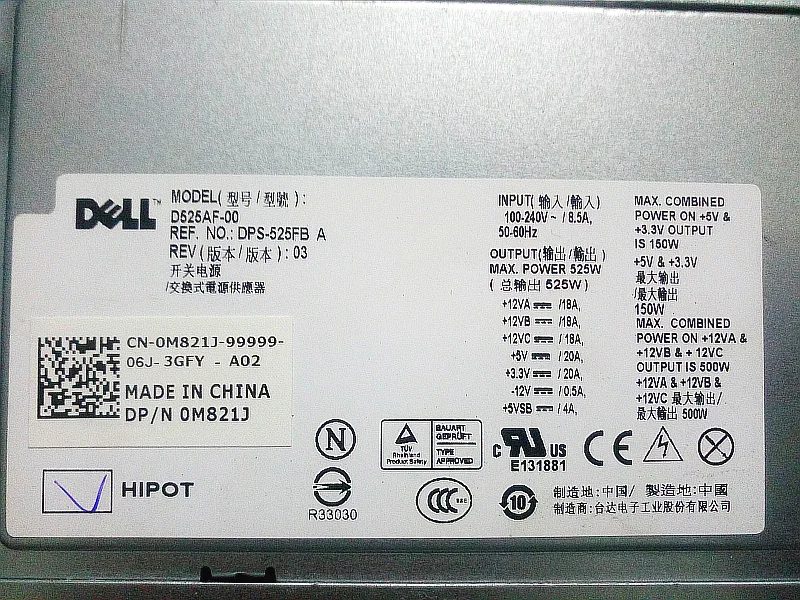 DELL™
MODEL(型号/型號):
D525AF-00
REF. NO.: DPS-525FB A
REV(版本/版本): 03
开关电源
/交換式電源供應器
CN-0M821J-99999-
06J-3GFY - A02
MADE IN CHINA
DP/N 0M821J
HIPOT
N
R33030
INPUT(输入/輸入)
100-240V~ / 8.5A,
50-60Hz
OUTPUT(输出/輸出)
MAX. POWER 525W
(总输出 525W)
+12VA /18A,
+12VB /18A,
+12VC /18A,
+5V /20A,
+3.3V /20A,
-12V /0.5A,
+5VSB /4A,
MAX. COMBINED
POWER ON +5V &
+3.3V OUTPUT
IS 150W
+5V & +3.3V
最大输出
/最大輸出
150W
MAX. COMBINED
POWER ON +12VA &
+12VB & +12VC
OUTPUT IS 500W
+12VA & +12VB &
+12VC 最大输出/
最大輸出 500W
TÜV
Rheinland
Product Safety
BAUART
GEPRÜFT
TYPE
APPROVED
c RU US
E131881
CE
CCC S&E
10
制造地:中国/ 製造地:中國
制造商:台达电子工业股份有限公司